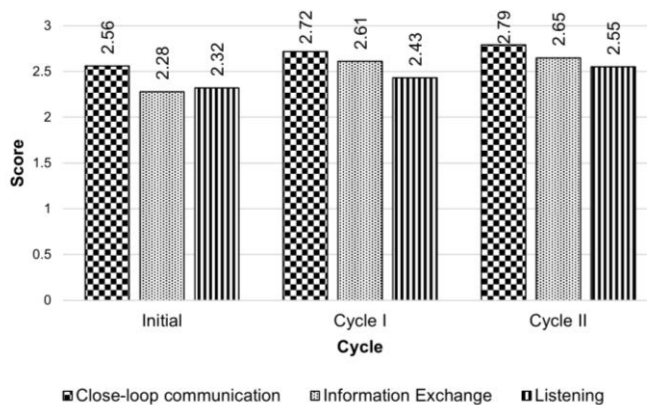 3
2.5
2
1.5
1
0.5
0
Score
2.56
2.28
2.32
2.72
2.61
2.43
2.79
2.65
2.55
Initial
Cycle I
Cycle II
Cycle
Close-loop communication
Information Exchange
Listening